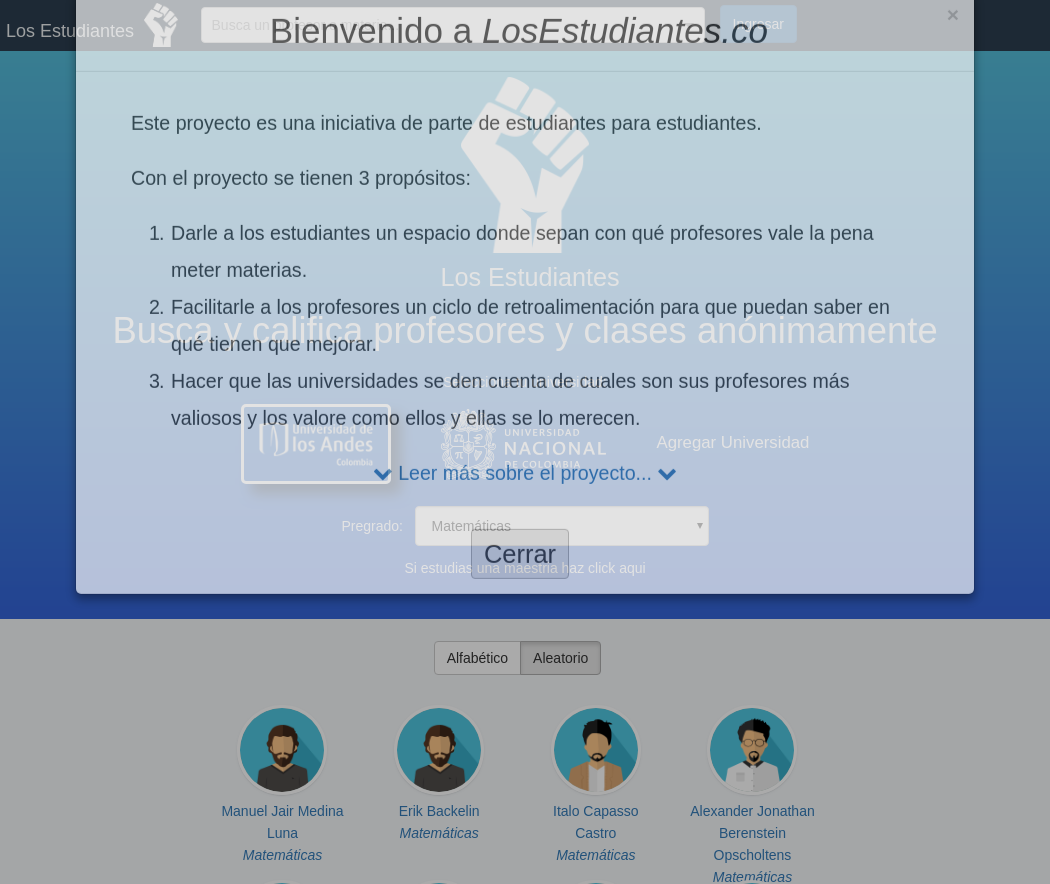 Los Estudiantes
Busca un
Ingresar
Bienvenido a LosEstudiantes.co
×
Este proyecto es una iniciativa de parte de estudiantes para estudiantes.
Con el proyecto se tienen 3 propósitos:
1. Darle a los estudiantes un espacio donde sepan con qué profesores vale la pena
meter materias.
Los Estudiantes
2. Facilitarle a los profesores un ciclo de retroalimentación para que puedan saber en
qué tienen que mejorar.
Busca y califica profesores y clases anónimamente
3. Hacer que las universidades se den cuenta de cuales son sus profesores más
valiosos y los valore como ellos y ellas se lo merecen.
Universidad de
los Andes
Colombia
UNIVERSIDAD
NACIONAL
DE COLOMBIA
Agregar Universidad
Leer más sobre el proyecto...
Pregrado:
Matemáticas
Cerrar
Si estudias una maestría haz click aqui
Alfabético
Aleatorio
Manuel Jair Medina
Luna
Matemáticas
Erik Backelin
Matemáticas
Italo Capasso
Castro
Matemáticas
Alexander Jonathan
Berenstein
Opscholtens
Matemáticas